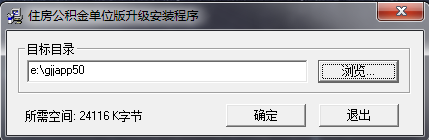 住房公积金单位版升级安装程序
目标目录
e:\gjjapp50
浏览...
所需空间: 24116 K字节
确定
退出